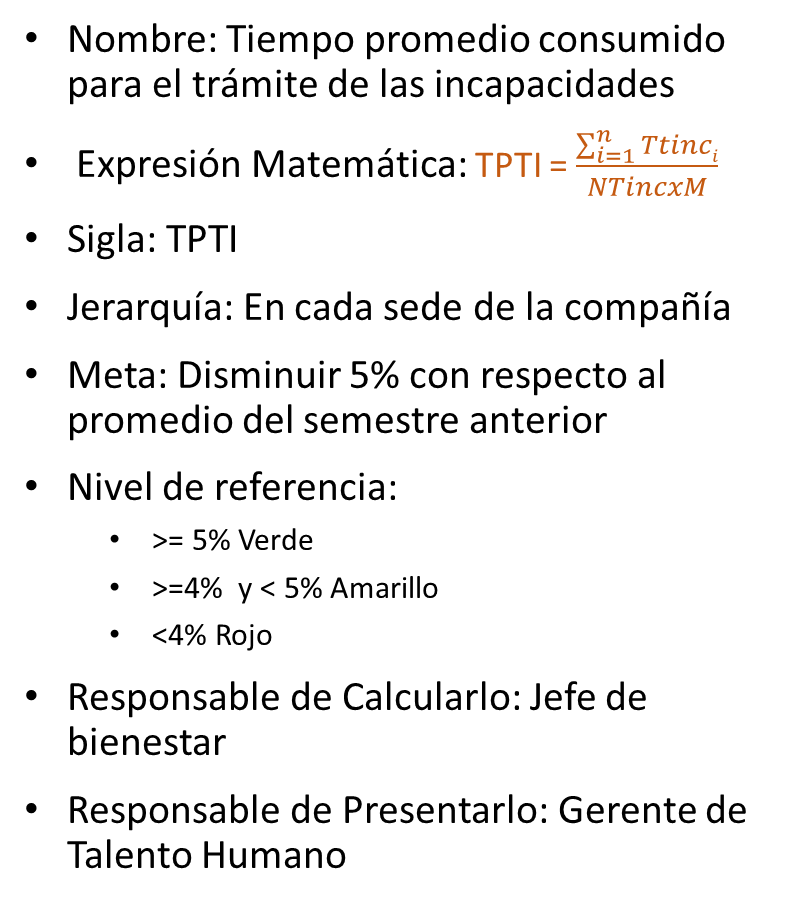 • Nombre: Tiempo promedio consumido
para el trámite de las incapacidades
• Expresión Matemática: TPTI = \frac{\sum_{i=1}^{n} Ttinc_i}{NTincxM}
• Sigla: TPTI
• Jerarquía: En cada sede de la compañía
• Meta: Disminuir 5% con respecto al
promedio del semestre anterior
• Nivel de referencia:
• >= 5% Verde
• >=4%  y < 5% Amarillo
• <4% Rojo
• Responsable de Calcularlo: Jefe de
bienestar
• Responsable de Presentarlo: Gerente de
Talento Humano